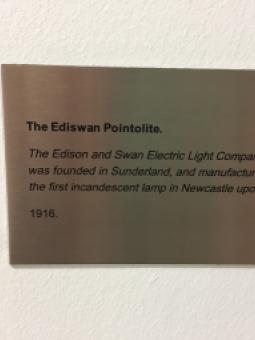 The Ediswan Pointolite.
The Edison and Swan Electric Light Compa
was founded in Sunderland, and manufactur
the first incandescent lamp in Newcastle upo
1916.